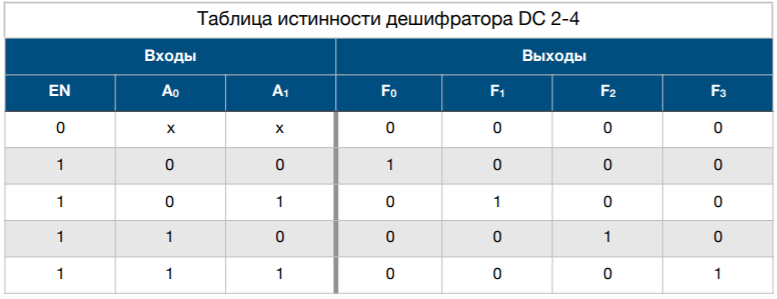 Таблица истинности дешифратора DC 2-4
Входы Выходы
EN A₀ A₁ F₀ F₁ F₂ F₃
0 x x 0 0 0 0
1 0 0 1 0 0 0
1 0 1 0 1 0 0
1 1 0 0 0 1 0
1 1 1 0 0 0 1